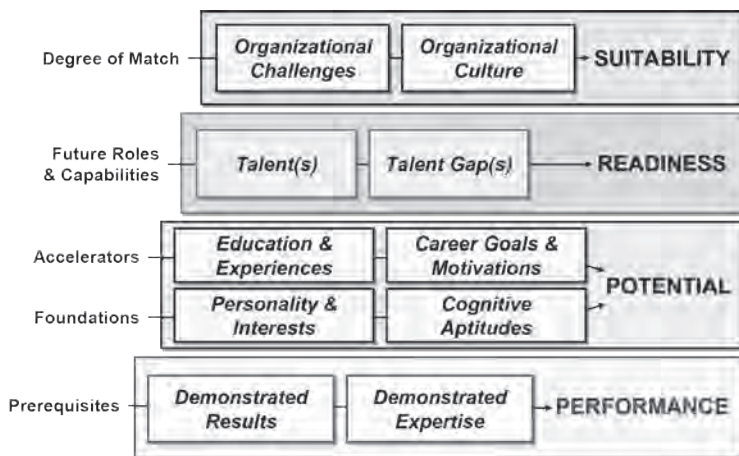 Degree of Match
Organizational
Challenges
Organizational
Culture
SUITABILITY
Future Roles
& Capabilities
Talent(s)
Talent Gap(s)
READINESS
Accelerators
Education &
Experiences
Career Goals &
Motivations
Foundations
Personality &
Interests
Cognitive
Aptitudes
POTENTIAL
Prerequisites
Demonstrated
Results
Demonstrated
Expertise
PERFORMANCE